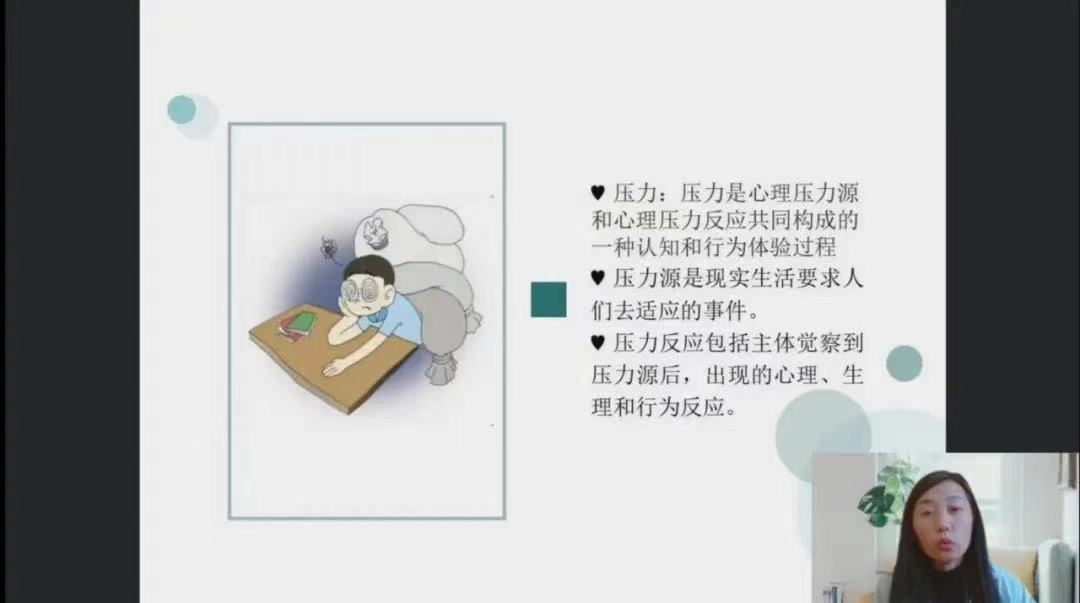 ♥ 压力：压力是心理压力源
和心理压力反应共同构成的
一种认知和行为体验过程
♥ 压力源是现实生活要求人
们去适应的事件。
♥ 压力反应包括主体觉察到
压力源后，出现的心理、生
理和行为反应。